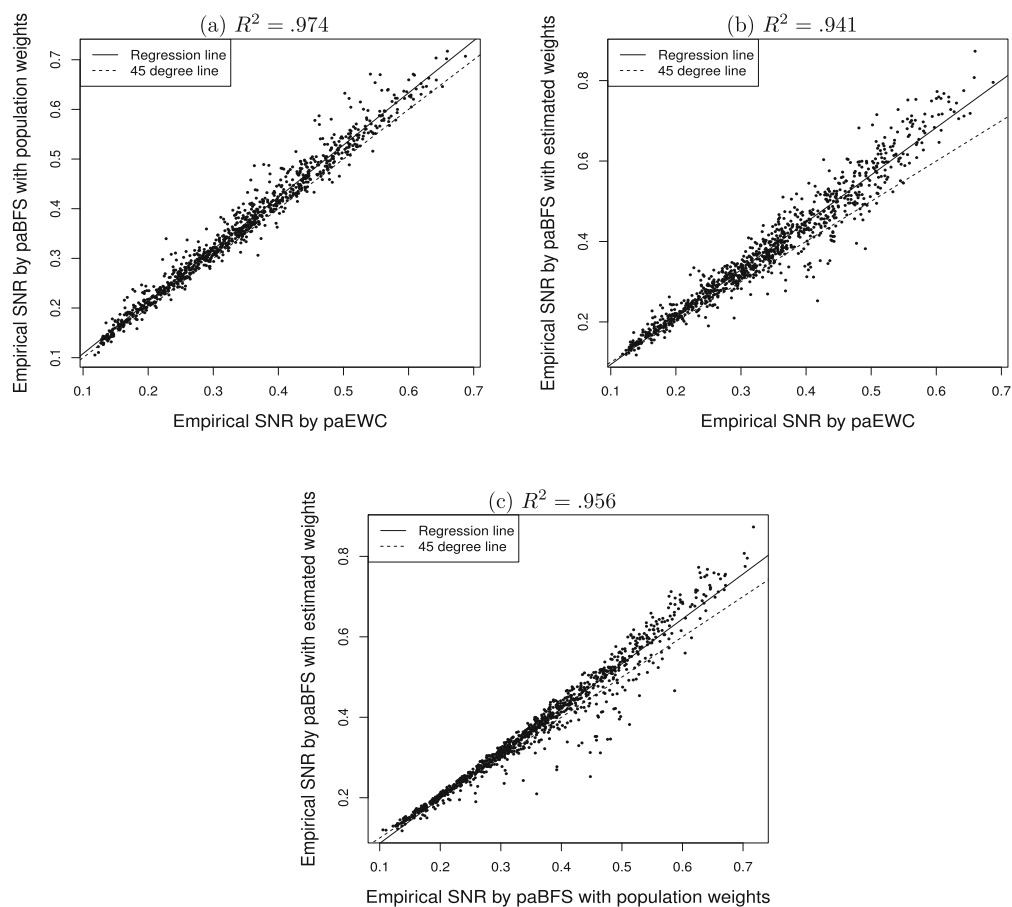 (a) R² = .974
Regression line
45 degree line
Empirical SNR by paBFS with population weights
0.7
0.6
0.5
0.4
0.3
0.2
0.1
0.1 0.2 0.3 0.4 0.5 0.6 0.7
Empirical SNR by paEWC
(b) R² = .941
Regression line
45 degree line
Empirical SNR by paBFS with estimated weights
0.8
0.6
0.4
0.2
0.1 0.2 0.3 0.4 0.5 0.6 0.7
Empirical SNR by paEWC
(c) R² = .956
Regression line
45 degree line
Empirical SNR by paBFS with estimated weights
0.8
0.6
0.4
0.2
0.1 0.2 0.3 0.4 0.5 0.6 0.7
Empirical SNR by paBFS with population weights